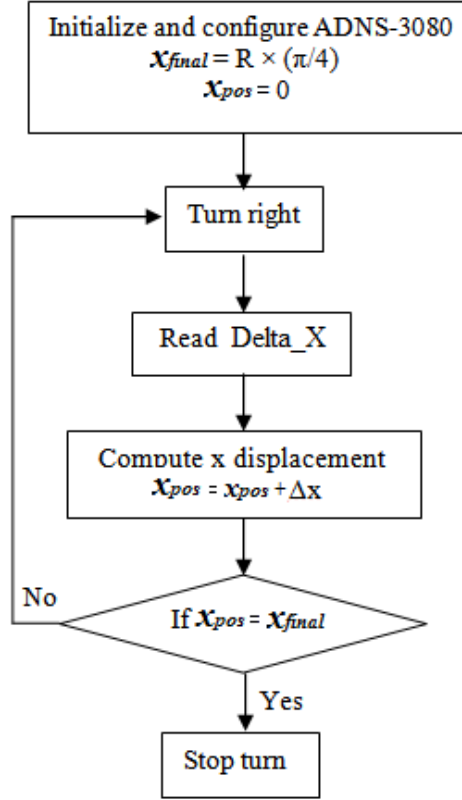 Initialize and configure ADNS-3080
x_final = R × (π/4)
x_pos = 0
Turn right
Read Delta_X
Compute x displacement
x_pos = x_pos + Δx
No
If x_pos = x_final
Yes
Stop turn